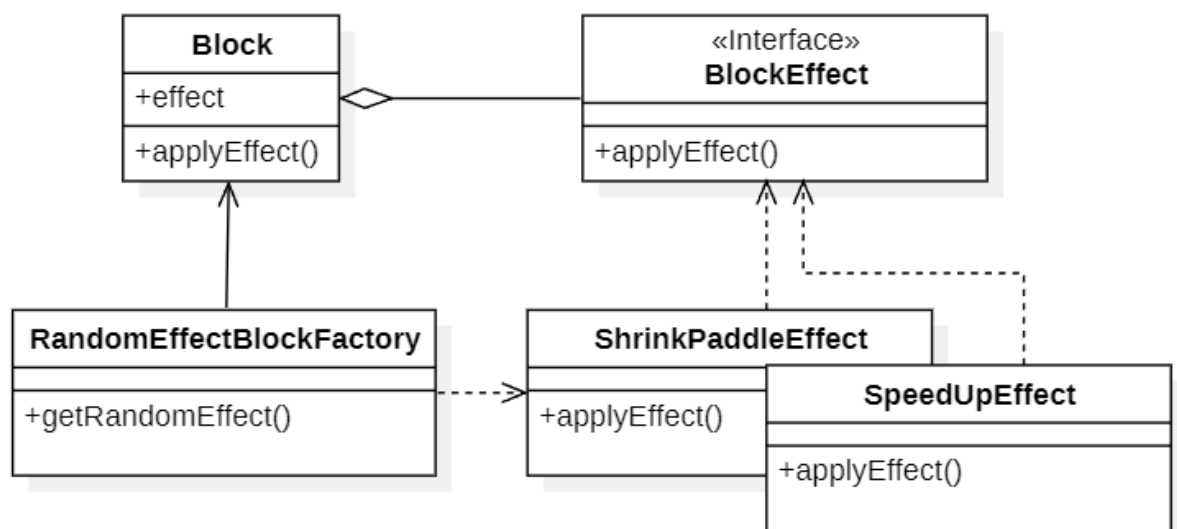 Block
+effect
+applyEffect()
«Interface»
BlockEffect
+applyEffect()
RandomEffectBlockFactory
+getRandomEffect()
ShrinkPaddleEffect
+applyEffect()
SpeedUpEffect
+applyEffect()